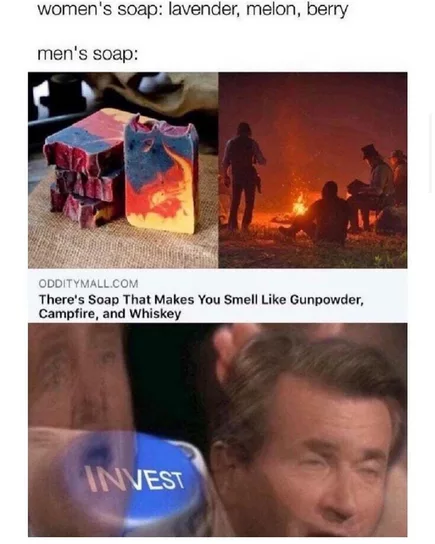 women's soap: lavender, melon, berry
men's soap:
ODDITYMALL.COM
There's Soap That Makes You Smell Like Gunpowder,
Campfire, and Whiskey
INVEST